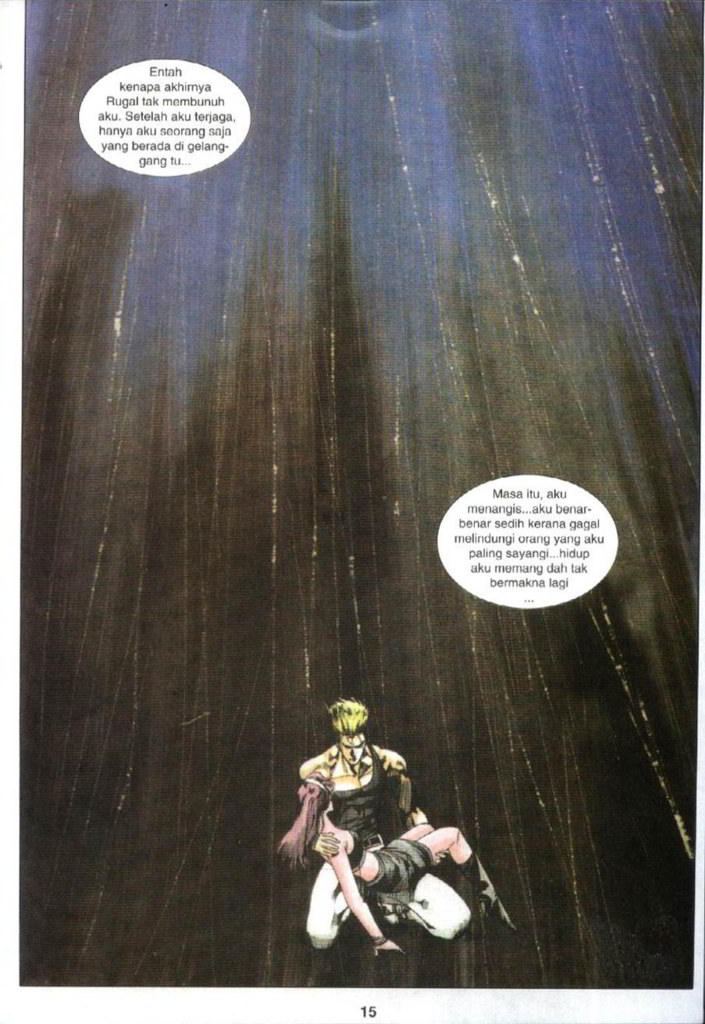 Entah
kenapa akhirnya
Rugal tak membunuh
aku. Setelah aku terjaga,
hanya aku seorang saja
yang berada di gelang-
gang tu...
Masa itu, aku
menangis...aku benar-
benar sedih kerana gagal
melindungi orang yang aku
paling sayangi...hidup
aku memang dah tak
bermakna lagi
...
15